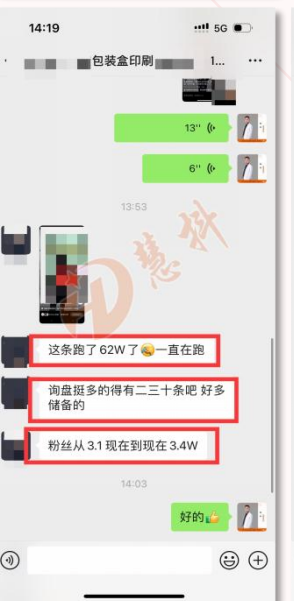 14:19
5G
包装盒印刷
1...
13''
6''
13:53
慧抖
这条跑了62W了一直在跑
询盘挺多的得有二三十条吧 好多
储备的
粉丝从3.1 现在到现在3.4W
14:03
好的